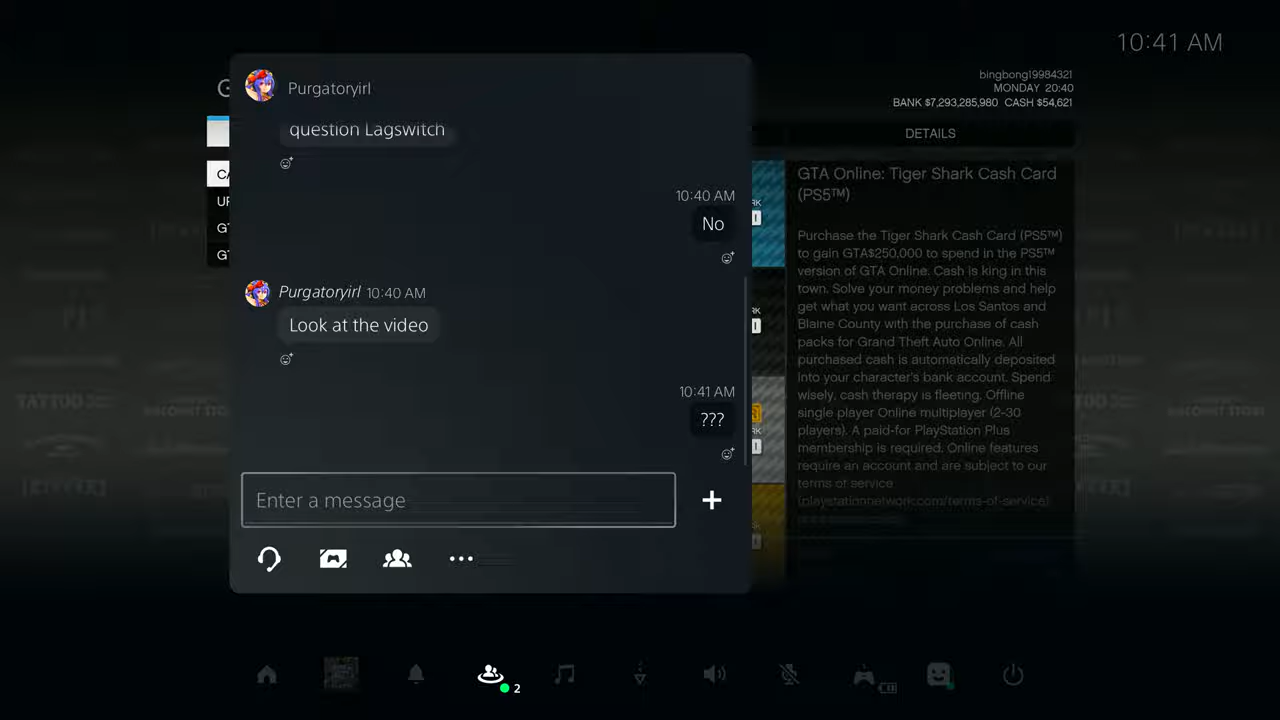 10:41 AM
Purgatoryirl
question Lagswitch
10:40 AM
No
Purgatoryirl 10:40 AM
Look at the video
10:41 AM
???
Enter a message
2
bingbong19984321
MONDAY 20:40
BANK $7,293,285,980 CASH $54,621
DETAILS
GTA Online: Tiger Shark Cash Card
(PS5™)
Purchase the Tiger Shark Cash Card (PS5™)
to gain GTA$250,000 to spend in the PS5™
version of GTA Online. Cash is king in this
town. Solve your money problems and help
get what you want across Los Santos and
Blaine County with the purchase of cash
packs for Grand Theft Auto Online. All
purchased cash is automatically deposited
into your character's bank account. Spend
wisely, cash therapy is fleeting. Offline
single player Online multiplayer (2-30
players). A paid-for PlayStation Plus
membership is required. Online features
require an account and are subject to our
terms of service
(playstationnetwork.com/terms-of-service)
TATTOO